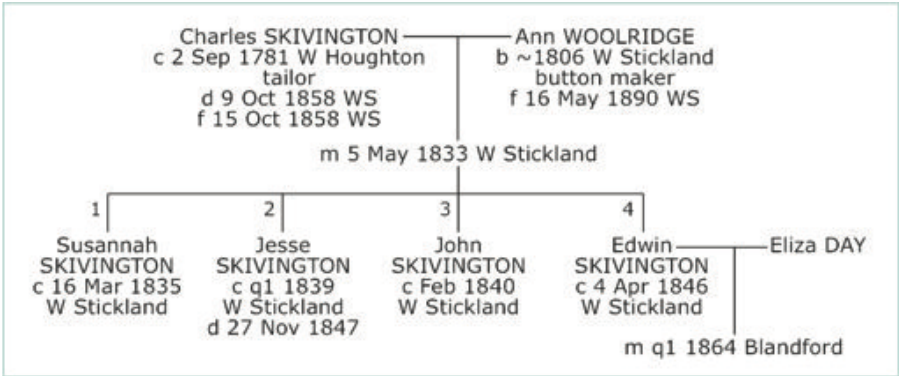 Charles SKIVINGTON
c 2 Sep 1781 W Houghton
tailor
d 9 Oct 1858 WS
f 15 Oct 1858 WS
Ann WOOLRIDGE
b ~1806 W Stickland
button maker
f 16 May 1890 WS
m 5 May 1833 W Stickland
1
Susannah
SKIVINGTON
c 16 Mar 1835
W Stickland
2
Jesse
SKIVINGTON
c q1 1839
W Stickland
d 27 Nov 1847
3
John
SKIVINGTON
c Feb 1840
W Stickland
4
Edwin
SKIVINGTON
c 4 Apr 1846
W Stickland
Eliza DAY
m q1 1864 Blandford